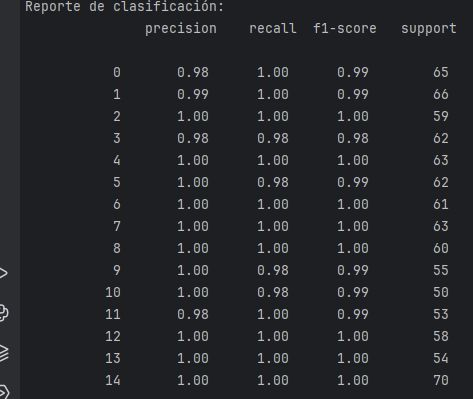 Reporte de clasificación:
precision recall f1-score support
0 0.98 1.00 0.99 65
1 0.99 1.00 0.99 66
2 1.00 1.00 1.00 59
3 0.98 0.98 0.98 62
4 1.00 1.00 1.00 63
5 1.00 0.98 0.99 62
6 1.00 1.00 1.00 61
7 1.00 1.00 1.00 63
8 1.00 1.00 1.00 60
9 1.00 0.98 0.99 55
10 1.00 0.98 0.99 50
11 0.98 1.00 0.99 53
12 1.00 1.00 1.00 58
13 1.00 1.00 1.00 54
14 1.00 1.00 1.00 70